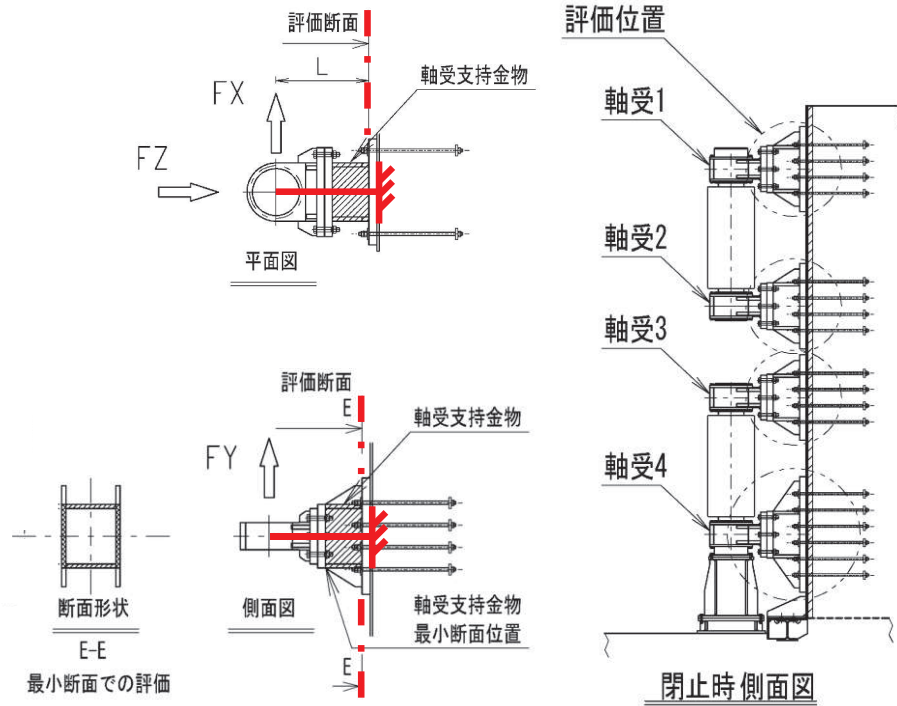 評価断面
L
軸受支持金物
FX
FZ
平面図
評価断面
E
軸受支持金物
FY
断面形状
E-E
最小断面での評価
側面図
軸受支持金物
最小断面位置
E
評価位置
軸受1
軸受2
軸受3
軸受4
閉止時側面図